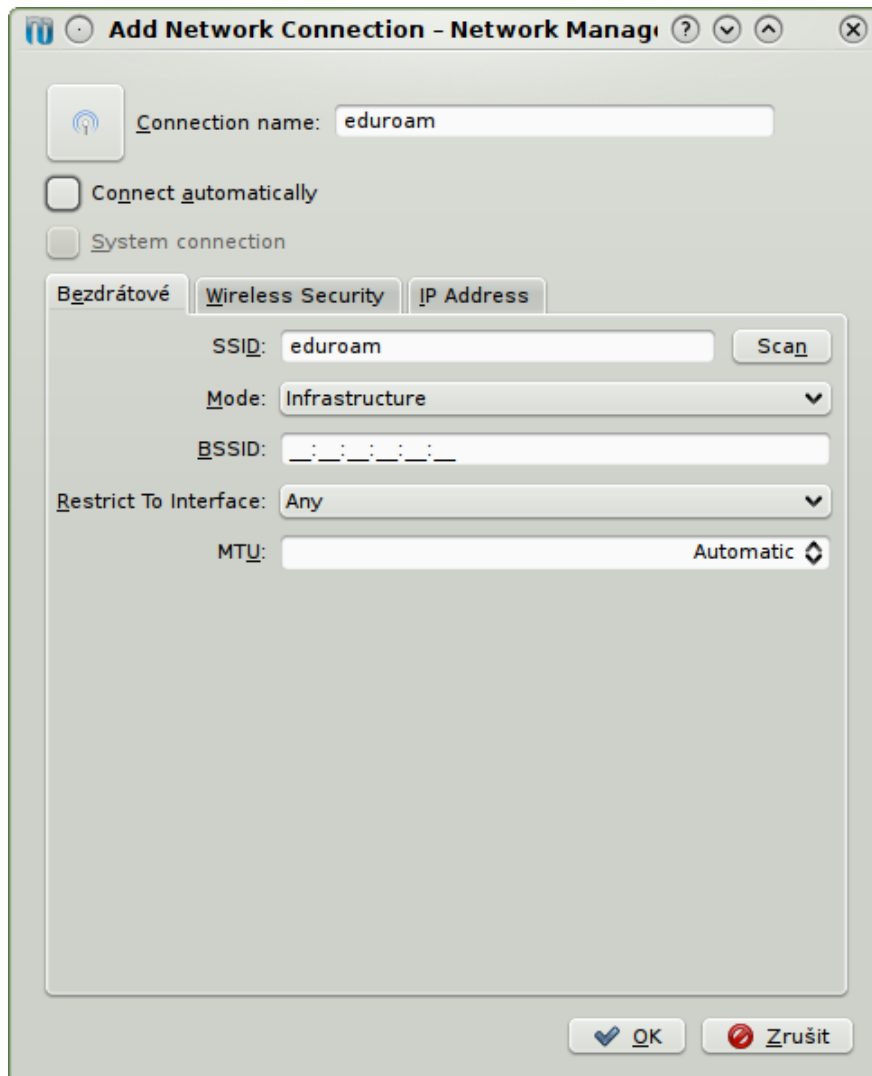 Add Network Connection – Network Manag
Connection name: eduroam
Connect automatically
System connection
Bezdrátové Wireless Security IP Address
SSID: eduroam Scan
Mode: Infrastructure
BSSID: __:__:__:__:__:__
Restrict To Interface: Any
MTU: Automatic
OK Zrušit